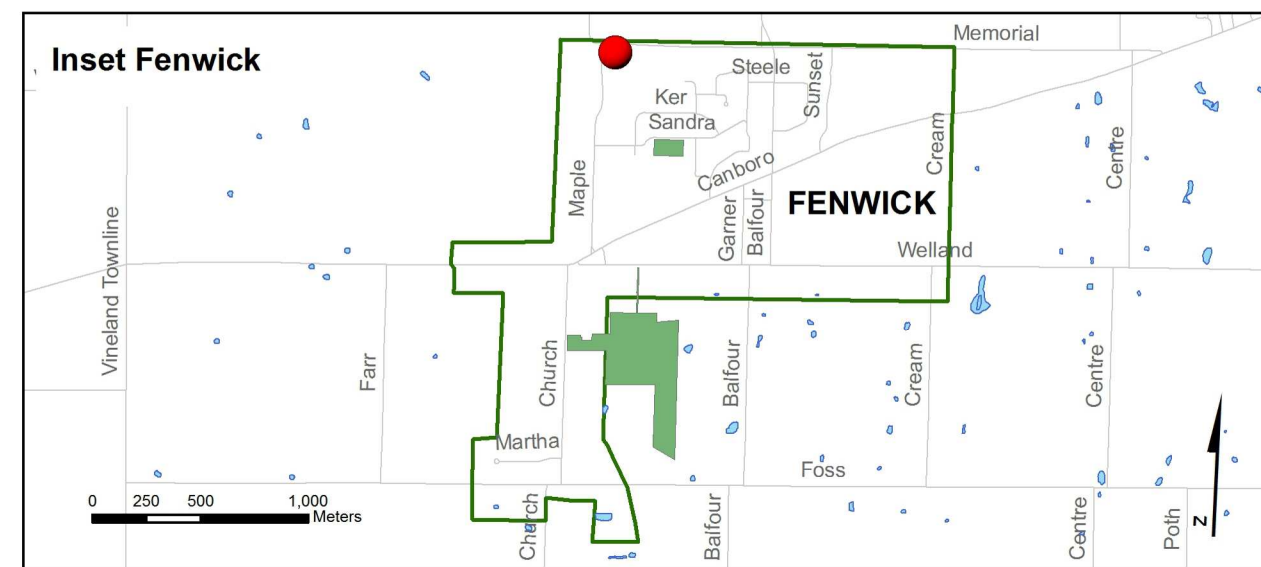 Inset Fenwick
Memorial
Steele
Sunset
Ker
Sandra
Cream
Centre
Canboro
Maple
FENWICK
Garner
Balfour
Welland
Vineland Townline
Farr
Church
Balfour
Cream
Centre
Martha
Foss
0 250 500 1,000
Meters
Church
Balfour
Centre
Poth
N